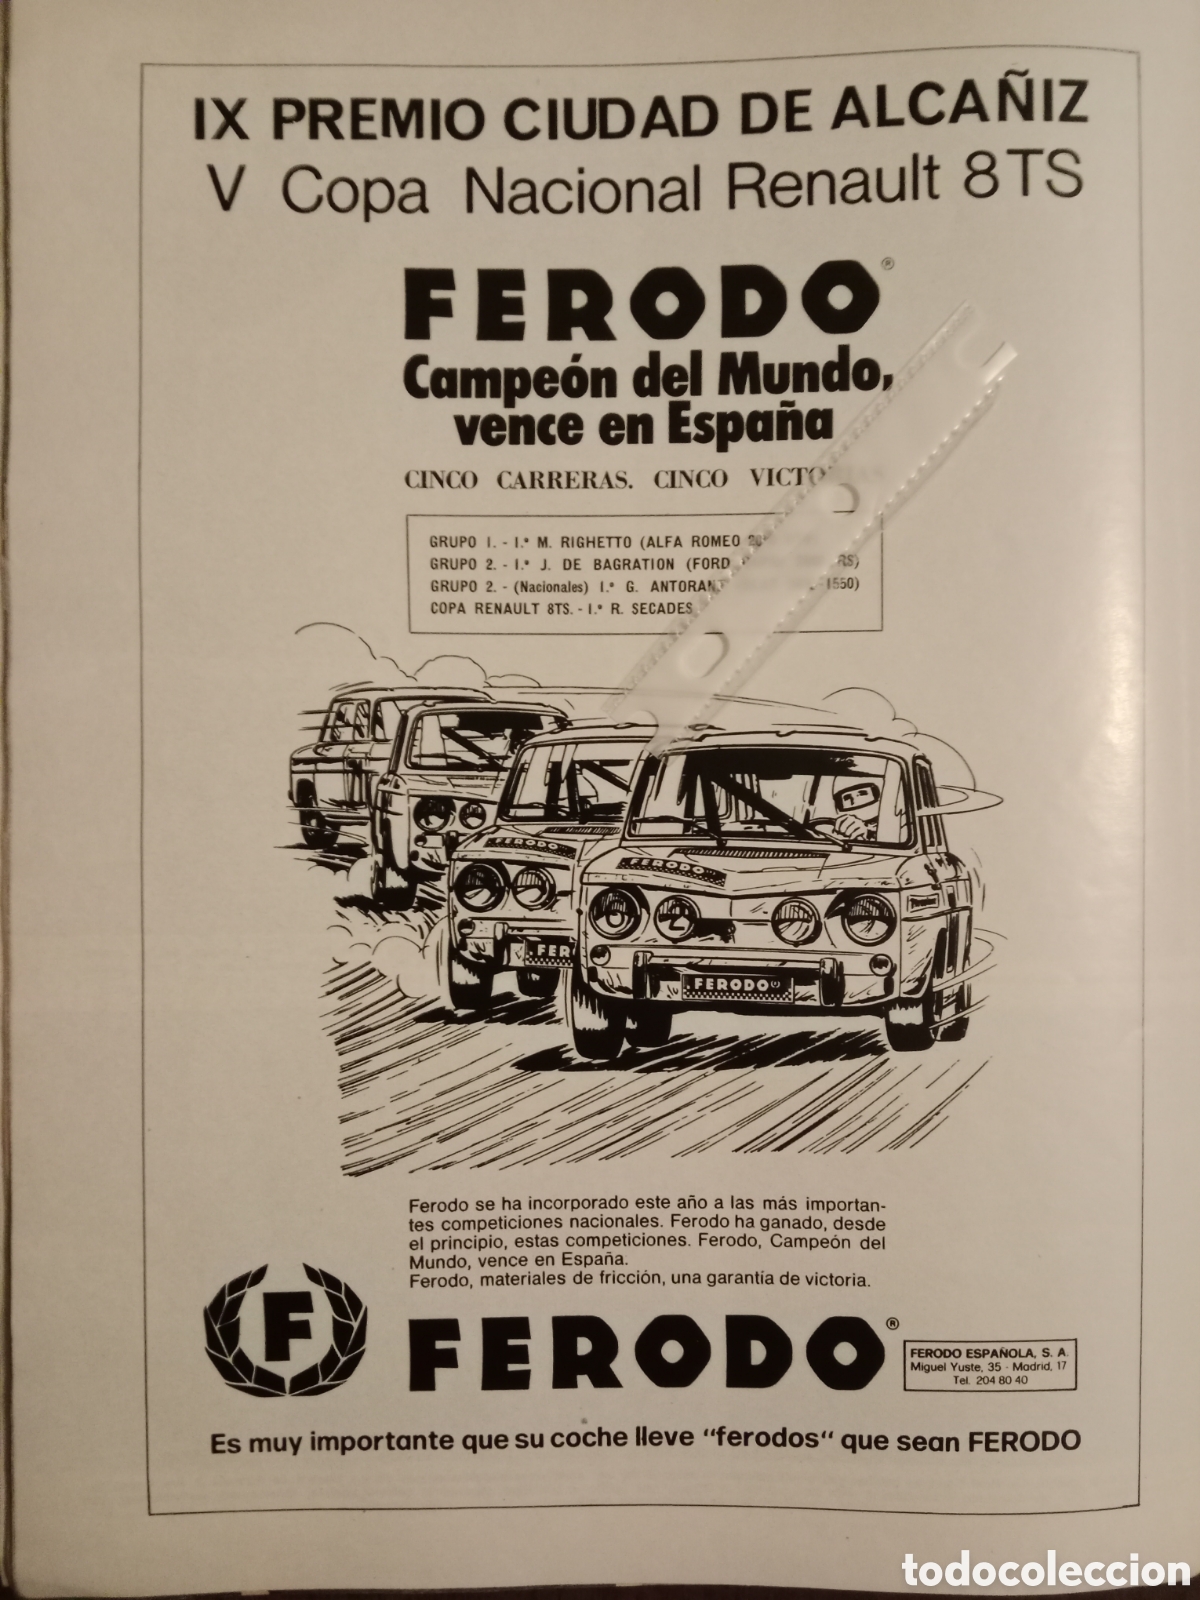 IX PREMIO CIUDAD DE ALCAÑIZ
V Copa Nacional Renault 8 TS
FERODO®
Campeón del Mundo,
vence en España
CINCO CARRERAS. CINCO
GRUPO 1. - 1.º M. RIGHETTO (ALFA ROMEO
GRUPO 2. - 1.º J. DE BAGRATION (FORD RS)
GRUPO 2. - (Nacionales) 1.º G. -1550)
COPA RENAULT 8TS. - 1.º R. SECADES
FERODO
FERODO
FERODO
Ferodo se ha incorporado este año a las más importan-
tes competiciones nacionales. Ferodo ha ganado, desde
el principio, estas competiciones. Ferodo, Campeón del
Mundo, vence en España.
Ferodo, materiales de fricción, una garantía de victoria.
F
FERODO®
FERODO ESPAÑOLA, S. A.
Miguel Yuste, 35 - Madrid, 17
Tel. 204 80 40
Es muy importante que su coche lleve "ferodos" que sean FERODO
todocoleccion